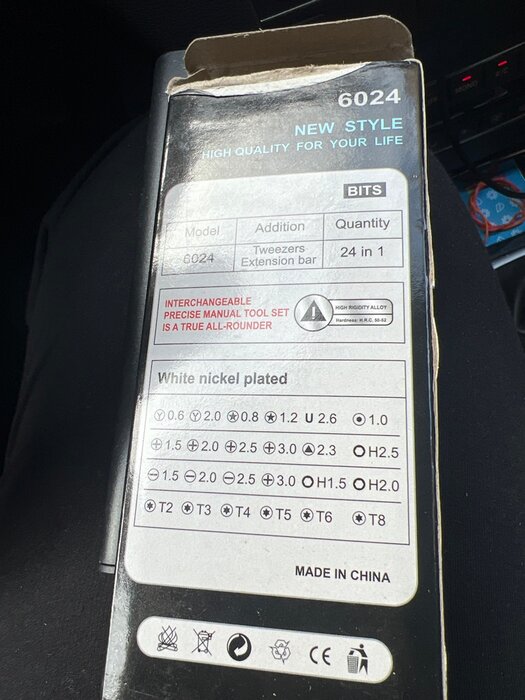 6024
NEW STYLE
HIGH QUALITY FOR YOUR LIFE
BITS
Model Addition Quantity
6024 Tweezers Extension bar 24 in 1
INTERCHANGEABLE
PRECISE MANUAL TOOL SET
IS A TRUE ALL-ROUNDER
HIGH RIGIDITY ALLOY
Hardness: H.R.C. 50-52
White nickel plated
0.6 2.0 0.8 1.2 U 2.6 1.0
1.5 2.0 2.5 3.0 2.3 H2.5
1.5 2.0 2.5 3.0 H1.5 H2.0
T2 T3 T4 T5 T6 T8
MADE IN CHINA
CE